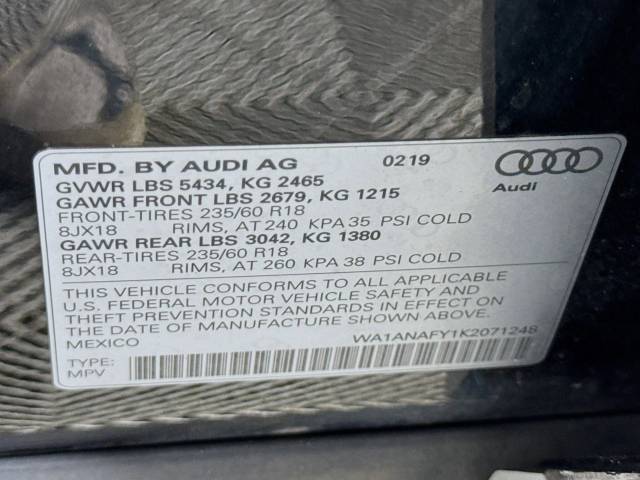 MFD. BY AUDI AG 0219
GVWR LBS 5434, KG 2465
GAWR FRONT LBS 2679, KG 1215
Audi
FRONT-TIRES 235/60 R18
8JX18 RIMS, AT 240 KPA 35 PSI COLD
GAWR REAR LBS 3042, KG 1380
REAR-TIRES 235/60 R18
8JX18 RIMS, AT 260 KPA 38 PSI COLD
THIS VEHICLE CONFORMS TO ALL APPLICABLE
U.S. FEDERAL MOTOR VEHICLE SAFETY AND
THEFT PREVENTION STANDARDS IN EFFECT ON
DATE OF MANUFACTURE SHOWN ABOVE.
MEXICO WA1ANAFY1K2071248
TYPE:
MPV